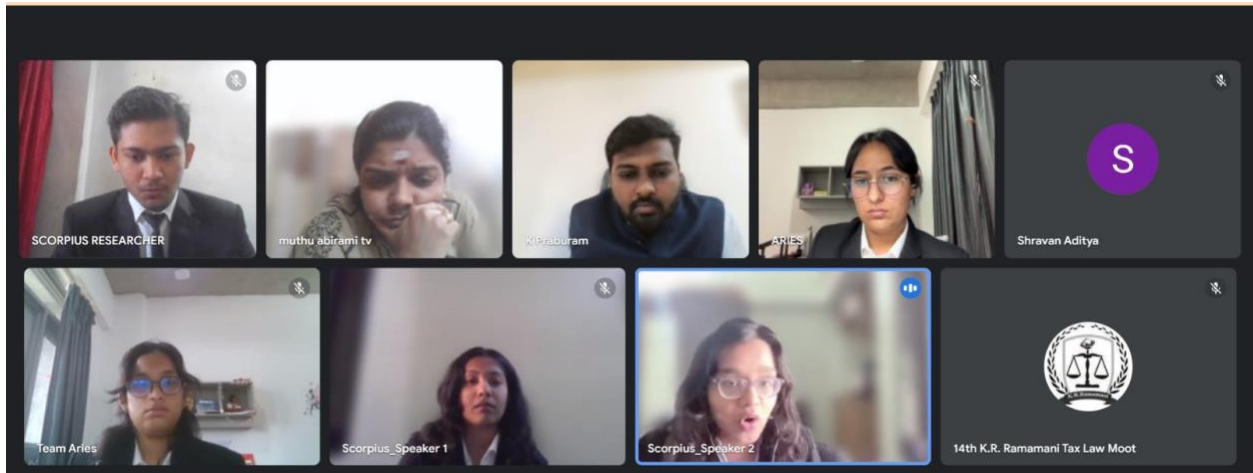 SCORPIUS RESEARCHER
muthu abirami tv
K Praburam
ARIES
S
Shravan Aditya
Team Aries
Scorpius_Speaker 1
Scorpius_Speaker 2
K.R.Ramamani
14th K.R. Ramamani Tax Law Moot